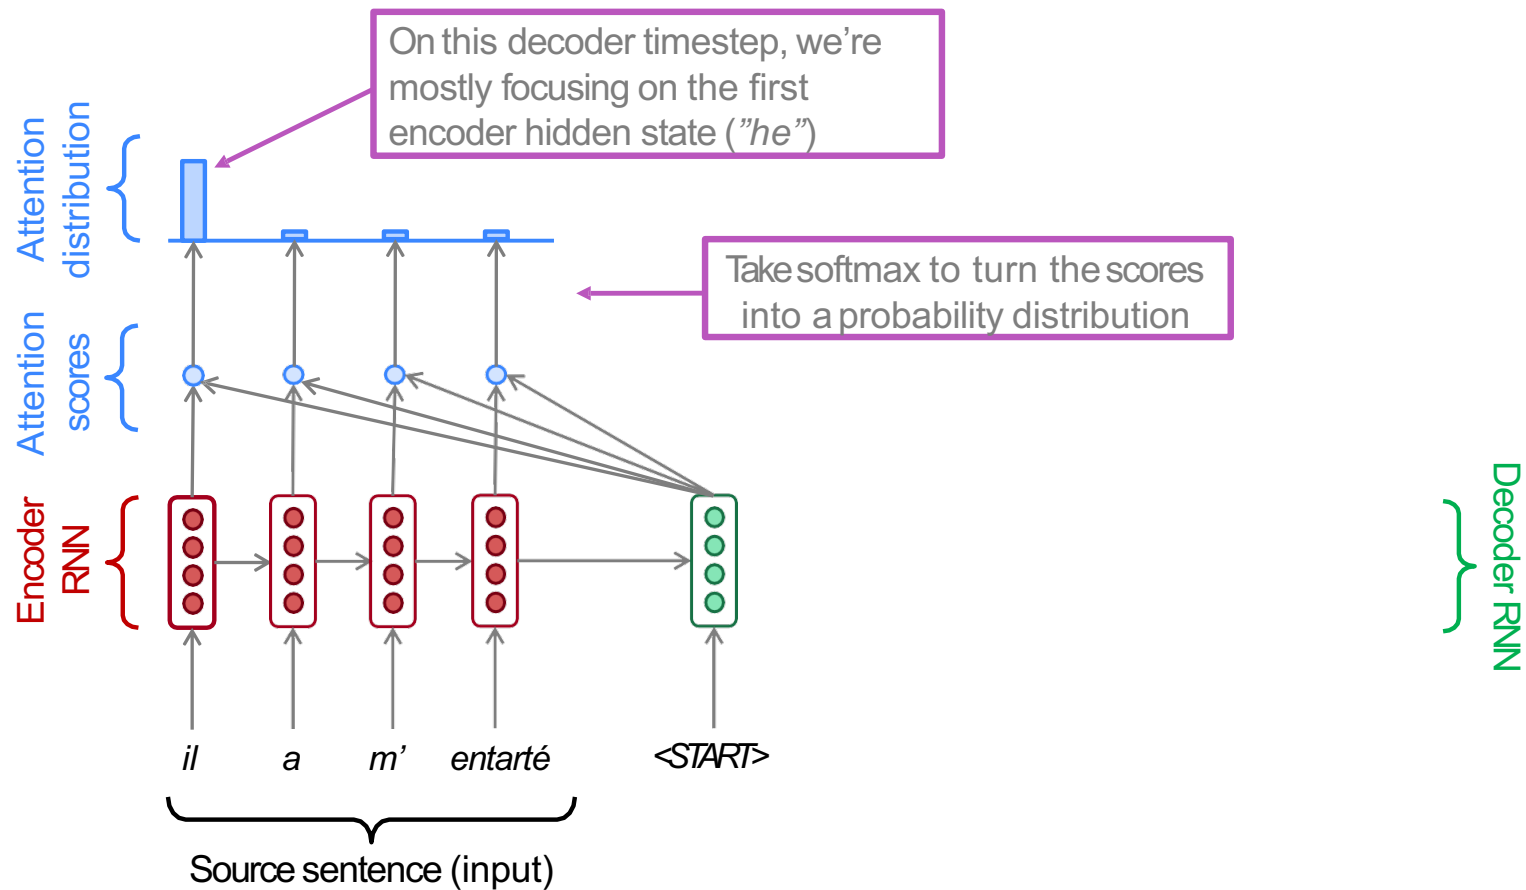 On this decoder timestep, we’re
mostly focusing on the first
encoder hidden state (”he”)
Attention
distribution
Take softmax to turn the scores
into a probability distribution
Attention
scores
Encoder
RNN
Decoder RNN
il a m’ entarté <START>
Source sentence (input)